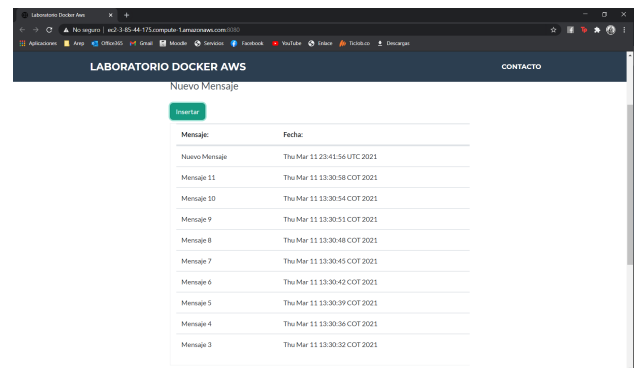 Laboratorio Docker Aws
No seguro | ec2-3-85-44-175.compute-1.amazonaws.com:8080
Aplicaciones Arep Office365 Gmail Moodle Servicios Facebook YouTube Enlace Ticlob.co Descargas
LABORATORIO DOCKER AWS CONTACTO
Nuevo Mensaje
Insertar
Mensaje: Fecha:
Nuevo Mensaje Thu Mar 11 23:41:56 UTC 2021
Mensaje 11 Thu Mar 11 13:30:58 COT 2021
Mensaje 10 Thu Mar 11 13:30:54 COT 2021
Mensaje 9 Thu Mar 11 13:30:51 COT 2021
Mensaje 8 Thu Mar 11 13:30:48 COT 2021
Mensaje 7 Thu Mar 11 13:30:45 COT 2021
Mensaje 6 Thu Mar 11 13:30:42 COT 2021
Mensaje 5 Thu Mar 11 13:30:39 COT 2021
Mensaje 4 Thu Mar 11 13:30:36 COT 2021
Mensaje 3 Thu Mar 11 13:30:32 COT 2021